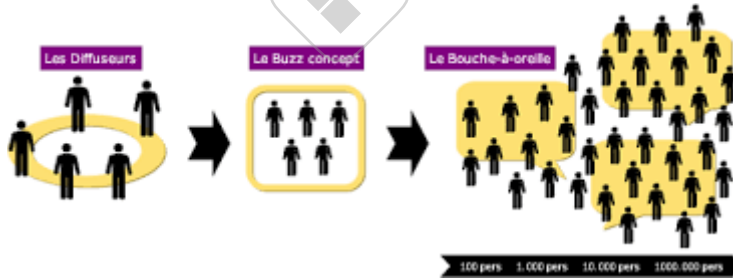 Les Diffuseurs
Le Buzz concept
Le Bouche-à-oreille
100 pers 1.000 pers 10.000 pers 1000.000 pers